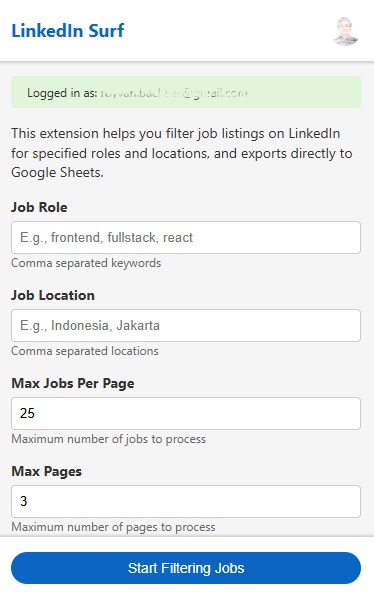 LinkedIn Surf
Logged in as:
This extension helps you filter job listings on LinkedIn
for specified roles and locations, and exports directly to
Google Sheets.
Job Role
E.g., frontend, fullstack, react
Comma separated keywords
Job Location
E.g., Indonesia, Jakarta
Comma separated locations
Max Jobs Per Page
25
Maximum number of jobs to process
Max Pages
3
Maximum number of pages to process
Start Filtering Jobs